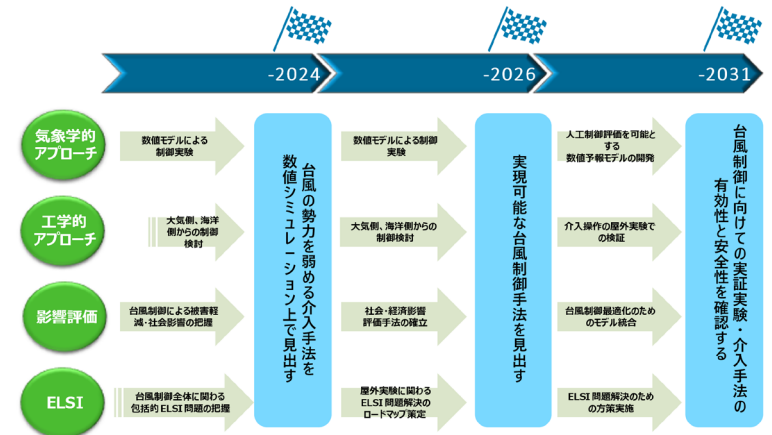 -2024
-2026
-2031
気象学的
アプローチ
数値モデルによる
制御実験
数値モデルによる制御
実験
人工制御評価を可能と
する
数値予報モデルの開発
工学的
アプローチ
大気側、海洋
側からの制御
検討
大気側、海洋側からの
制御検討
介入操作の屋外実験で
の検証
影響評価
台風制御による被害軽
減・社会影響の把握
社会・経済影響
評価手法の確立
台風制御最適化のため
のモデル統合
ELSI
台風制御全体に関わる
包括的ELSI問題の把握
屋外実験に関わる
ELSI問題解決の
ロードマップ策定
ELSI問題解決のため
の方策実施
台風の勢力を弱める介入手法を
数値シミュレーション上で見出す
実現可能な台風制御手法を見出す
台風制御に向けての実証実験・介入手法の
有効性と安全性を確認する